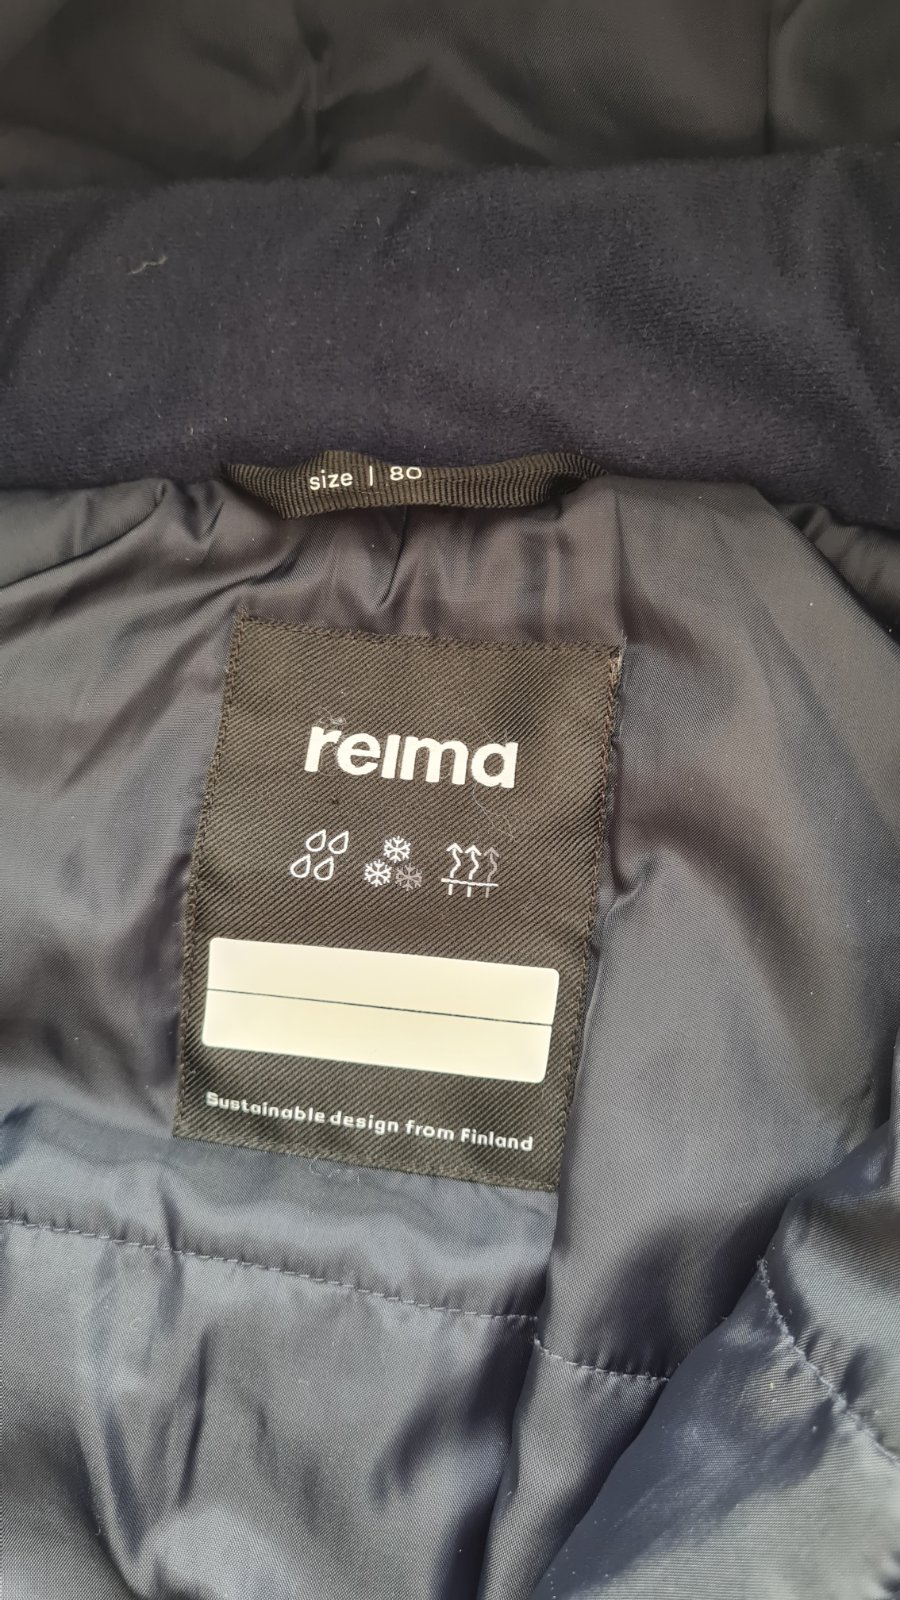 size | 80
reima
Sustainable design from Finland